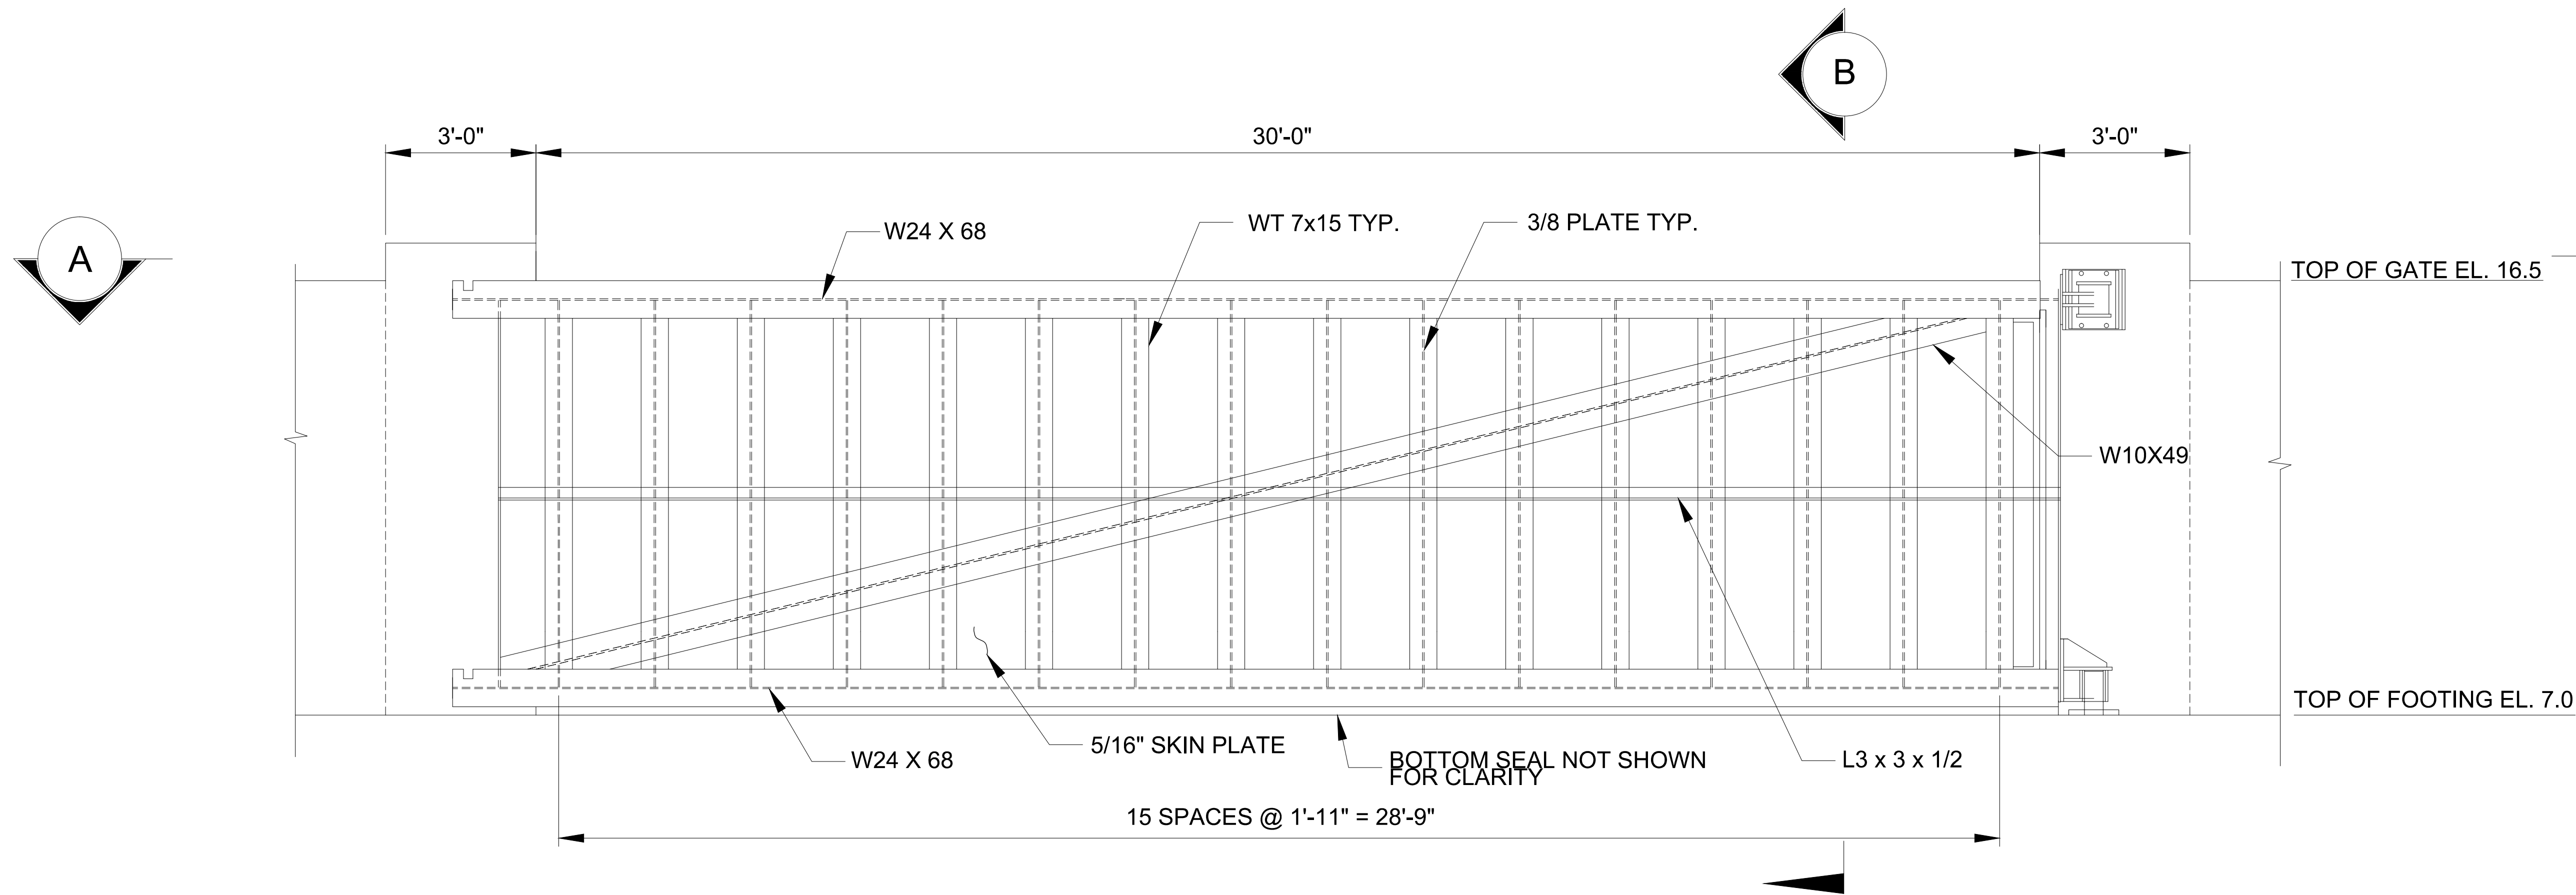 B
3'-0"
30'-0"
3'-0"
A
W24 X 68
WT 7x15 TYP.
3/8 PLATE TYP.
TOP OF GATE EL. 16.5
W10X49
TOP OF FOOTING EL. 7.0
W24 X 68
5/16" SKIN PLATE
BOTTOM SEAL NOT SHOWN
FOR CLARITY
L3 x 3 x 1/2
15 SPACES @ 1'-11" = 28'-9"